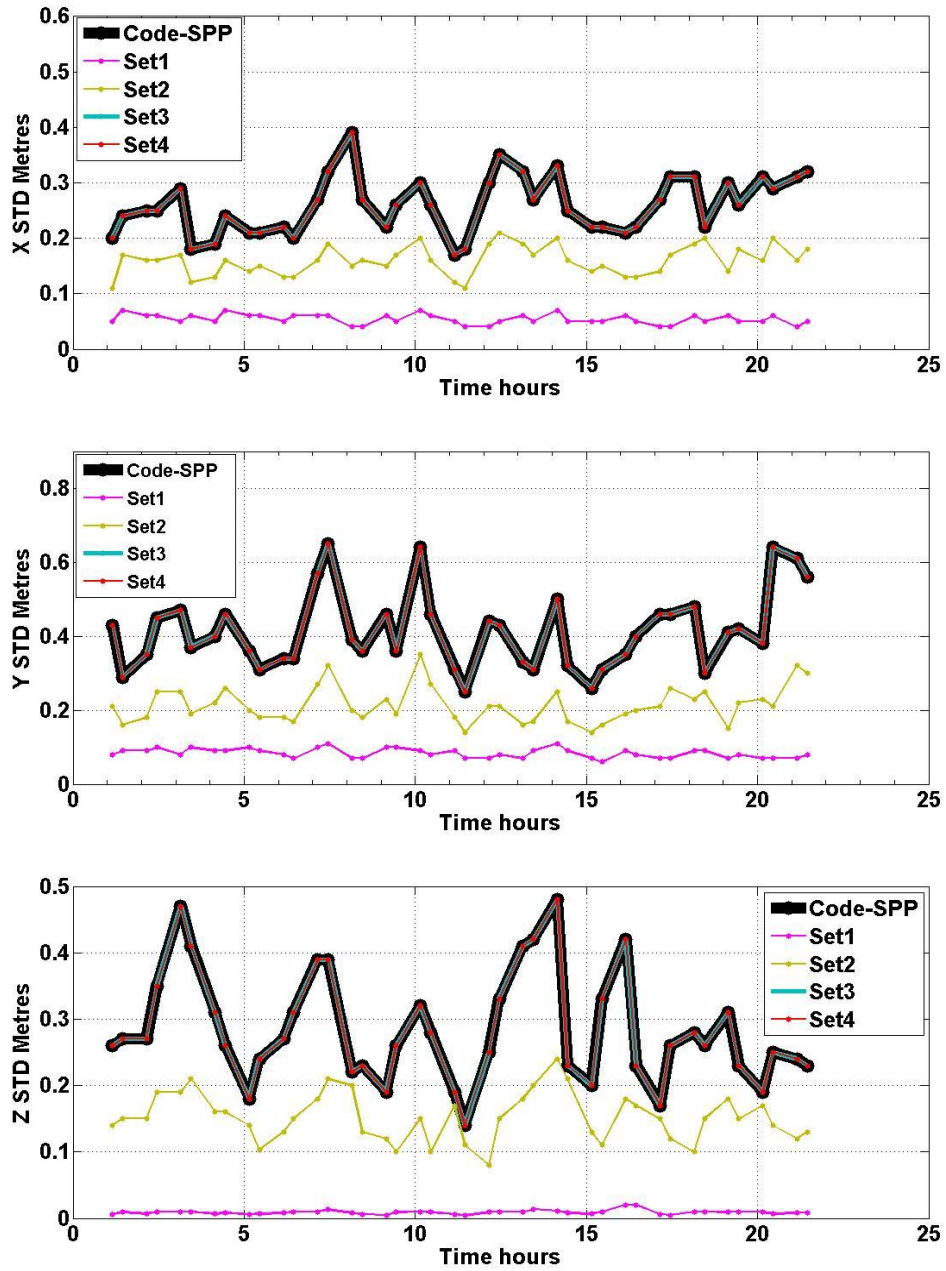 X STD Metres
0.6
0.5
0.4
0.3
0.2
0.1
0
Code-SPP
Set1
Set2
Set3
Set4
0 5 10 15 20 25
Time hours
Y STD Metres
0.8
0.6
0.4
0.2
0
Code-SPP
Set1
Set2
Set3
Set4
0 5 10 15 20 25
Time hours
Z STD Metres
0.5
0.4
0.3
0.2
0.1
0
Code-SPP
Set1
Set2
Set3
Set4
0 5 10 15 20 25
Time hours